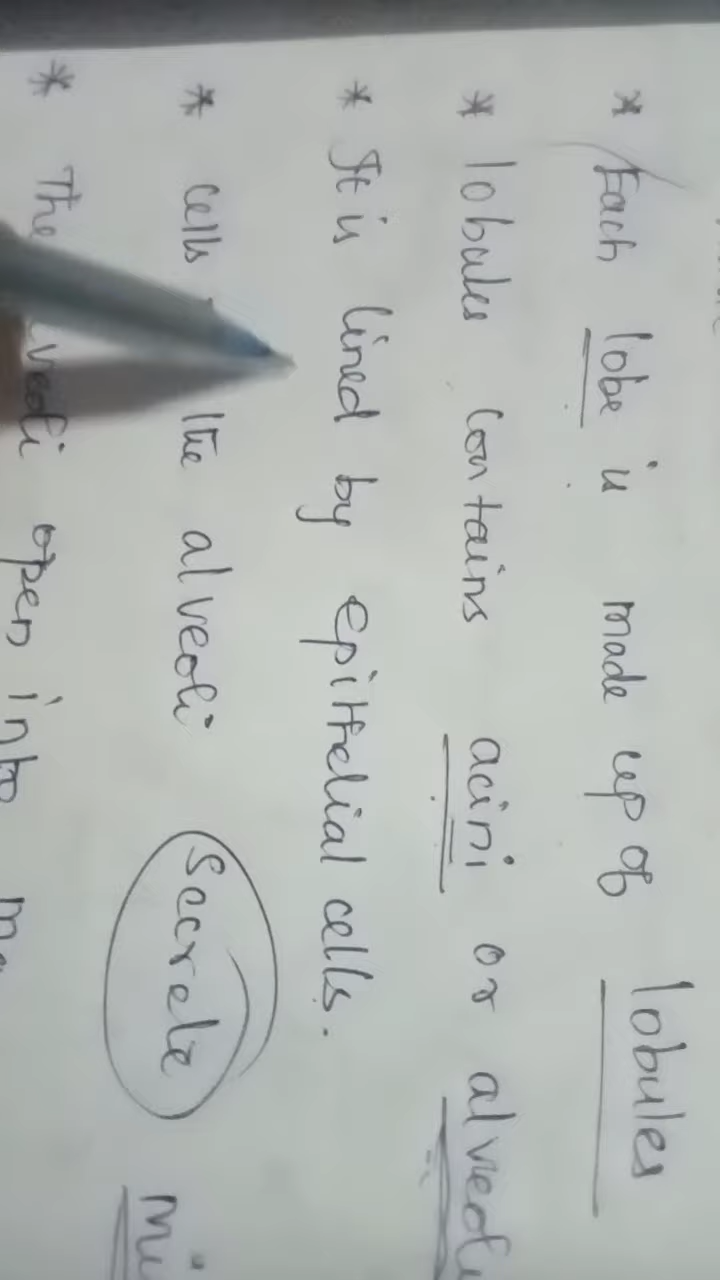 * Each lobe is made up of lobules
* lobules contains acini or alveoli
* It is lined by epithelial cells.
* cells the alveoli secrete
* The open into